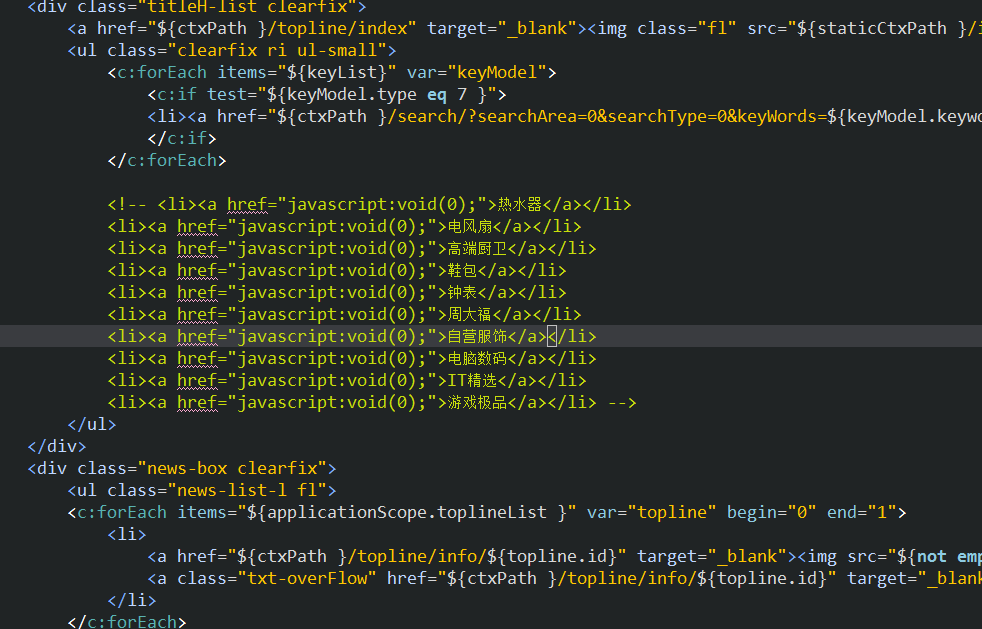 <div class="titleH-list clearfix">
<a href="${ctxPath }/topline/index" target="_blank"><img class="fl" src="${staticCtxPath }/i
<ul class="clearfix ri ul-small">
<c:forEach items="${keyList}" var="keyModel">
<c:if test="${keyModel.type eq 7 }">
<li><a href="${ctxPath }/search/?searchArea=0&searchType=0&keyWords=${keyModel.keywo
</c:if>
</c:forEach>
<!-- <li><a href="javascript:void(0);">热水器</a></li>
<li><a href="javascript:void(0);">电风扇</a></li>
<li><a href="javascript:void(0);">高端厨卫</a></li>
<li><a href="javascript:void(0);">鞋包</a></li>
<li><a href="javascript:void(0);">钟表</a></li>
<li><a href="javascript:void(0);">周大福</a></li>
<li><a href="javascript:void(0);">自营服饰</a></li>
<li><a href="javascript:void(0);">电脑数码</a></li>
<li><a href="javascript:void(0);">IT精选</a></li>
<li><a href="javascript:void(0);">游戏极品</a></li> -->
</ul>
</div>
<div class="news-box clearfix">
<ul class="news-list-l fl">
<c:forEach items="${applicationScope.toplineList }" var="topline" begin="0" end="1">
<li>
<a href="${ctxPath }/topline/info/${topline.id}" target="_blank"><img src="${not emp
<a class="txt-overFlow" href="${ctxPath }/topline/info/${topline.id}" target="_blank
</li>
</c:forEach>